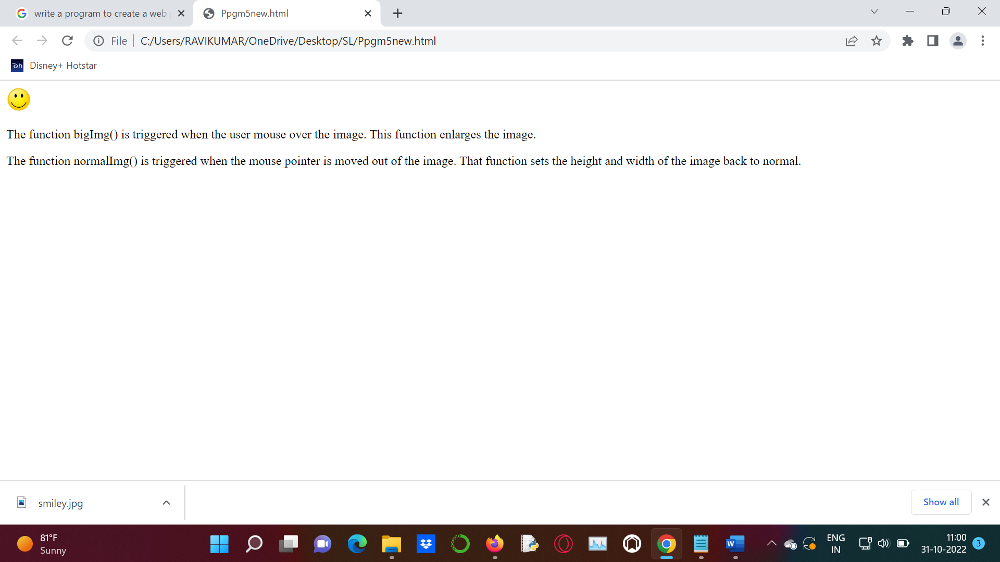 write a program to create a web
Ppgm5new.html
File
C:/Users/RAVIKUMAR/OneDrive/Desktop/SL/Ppgm5new.html
Disney+ Hotstar
The function bigImg() is triggered when the user mouse over the image. This function enlarges the image.
The function normalImg() is triggered when the mouse pointer is moved out of the image. That function sets the height and width of the image back to normal.
smiley.jpg
Show all
81°F
Sunny
W
ENG
IN
11:00
31-10-2022
3